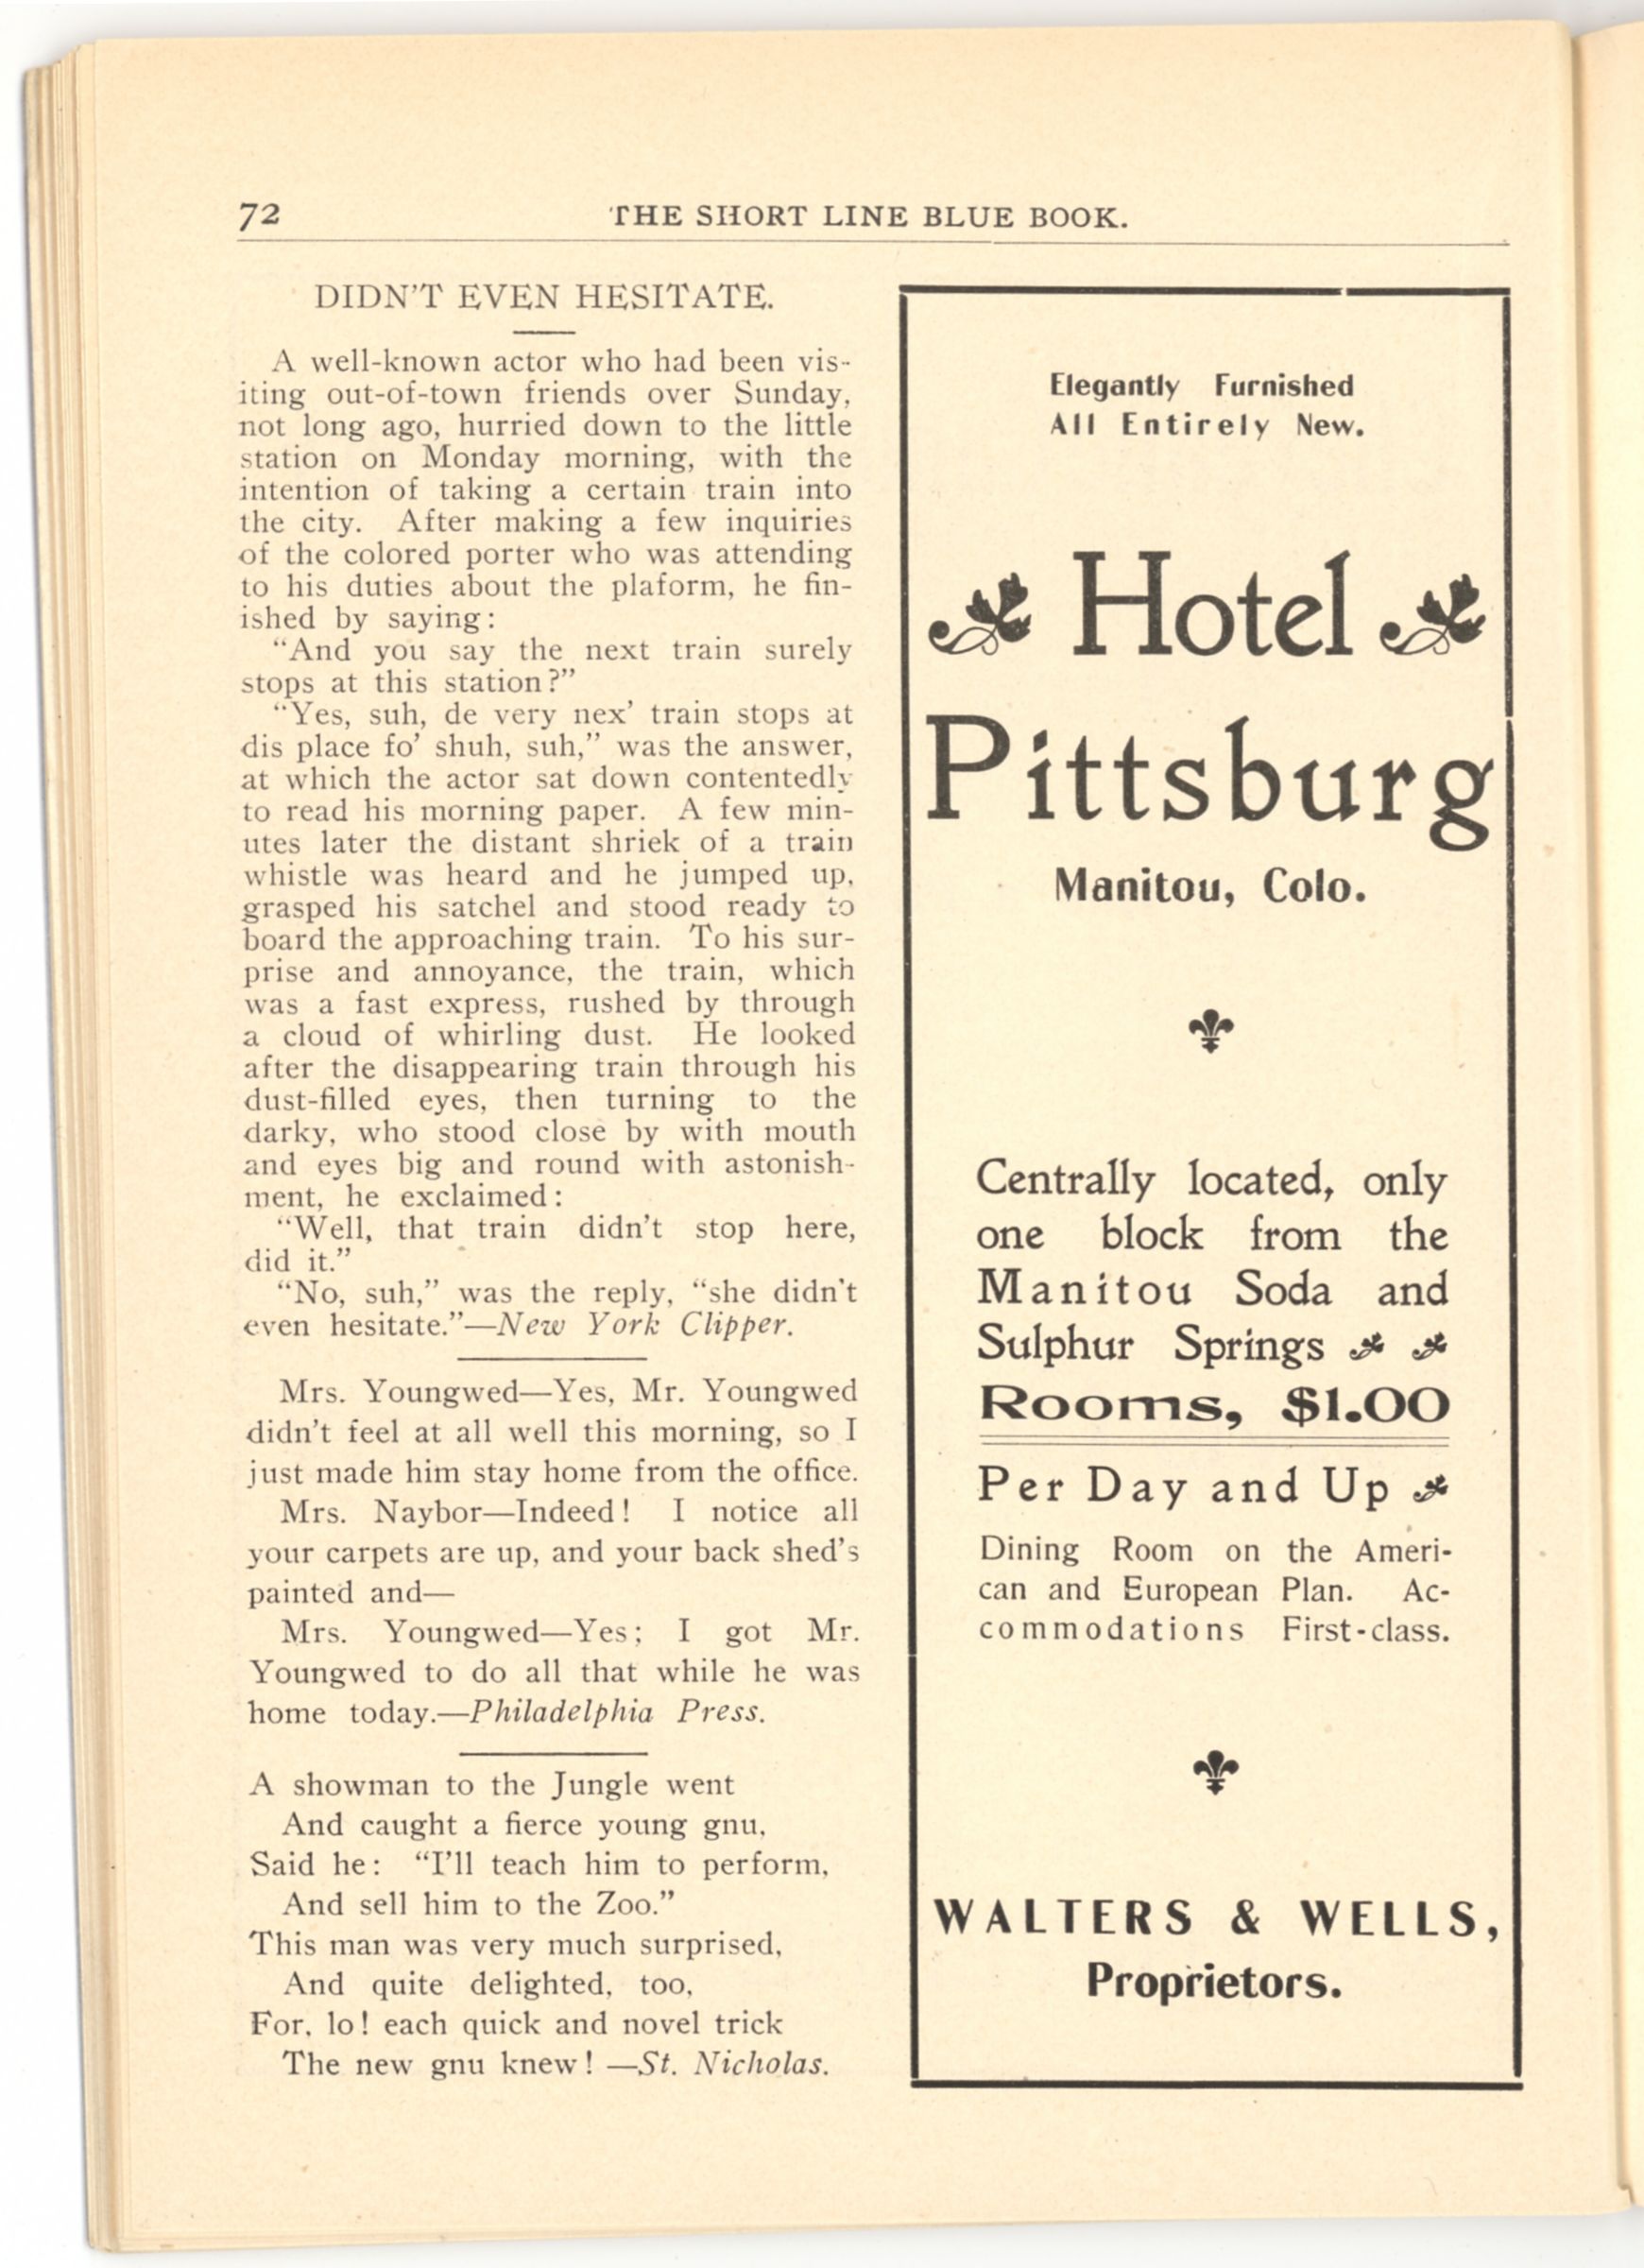 72
THE SHORT LINE BLUE BOOK.
DIDN'T EVEN HESITATE.
A well-known actor who had been vis-
iting out-of-town friends over Sunday,
not long ago, hurried down to the little
station on Monday morning, with the
intention of taking a certain train into
the city. After making a few inquiries
of the colored porter who was attending
to his duties about the plaform, he fin-
ished by saying:
"And you say the next train surely
stops at this station?"
"Yes, suh, de very nex' train stops at
dis place fo' shuh, suh," was the answer,
at which the actor sat down contentedly
to read his morning paper. A few min-
utes later the distant shriek of a train
whistle was heard and he jumped up,
grasped his satchel and stood ready to
board the approaching train. To his sur-
prise and annoyance, the train, which
was a fast express, rushed by through
a cloud of whirling dust. He looked
after the disappearing train through his
dust-filled eyes, then turning to the
darky, who stood close by with mouth
and eyes big and round with astonish-
ment, he exclaimed:
"Well, that train didn't stop here,
did it."
"No, suh," was the reply, "she didn't
even hesitate."—New York Clipper.
Mrs. Youngwed—Yes, Mr. Youngwed
didn't feel at all well this morning, so I
just made him stay home from the office.
Mrs. Naybor—Indeed! I notice all
your carpets are up, and your back shed's
painted and—
Mrs. Youngwed—Yes; I got Mr.
Youngwed to do all that while he was
home today.—Philadelphia Press.
A showman to the Jungle went
And caught a fierce young gnu,
Said he: "I'll teach him to perform,
And sell him to the Zoo."
This man was very much surprised,
And quite delighted, too,
For, lo! each quick and novel trick
The new gnu knew! —St. Nicholas.
Elegantly Furnished
All Entirely New.
Hotel
Pittsburg
Manitou, Colo.
Centrally located, only
one block from the
Manitou Soda and
Sulphur Springs
Rooms, $1.00
Per Day and Up
Dining Room on the Ameri-
can and European Plan. Ac-
commodations First-class.
WALTERS & WELLS,
Proprietors.